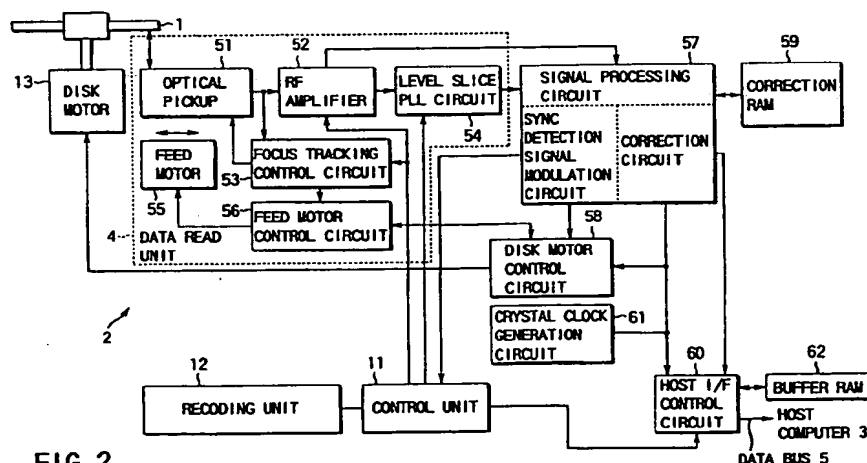 1
51
52
57
59
13
DISK
MOTOR
OPTICAL
PICKUP
RF
AMPLIFIER
LEVEL SLICE
PLL CIRCUIT
54
SIGNAL PROCESSING
CIRCUIT
SYNC
DETECTION
SIGNAL
MODULATION
CIRCUIT
CORRECTION
CIRCUIT
CORRECTION
RAM
FEED
MOTOR
55
FOCUS TRACKING
CONTROL CIRCUIT
53
56
FEED MOTOR
CONTROL CIRCUIT
4
DATA READ
UNIT
58
DISK MOTOR
CONTROL
CIRCUIT
2
CRYSTAL CLOCK
GENERATION
CIRCUIT
61
12
RECODING UNIT
11
CONTROL UNIT
60
HOST I/F
CONTROL
CIRCUIT
62
BUFFER RAM
HOST
COMPUTER 3
DATA BUS 5
FIG 2